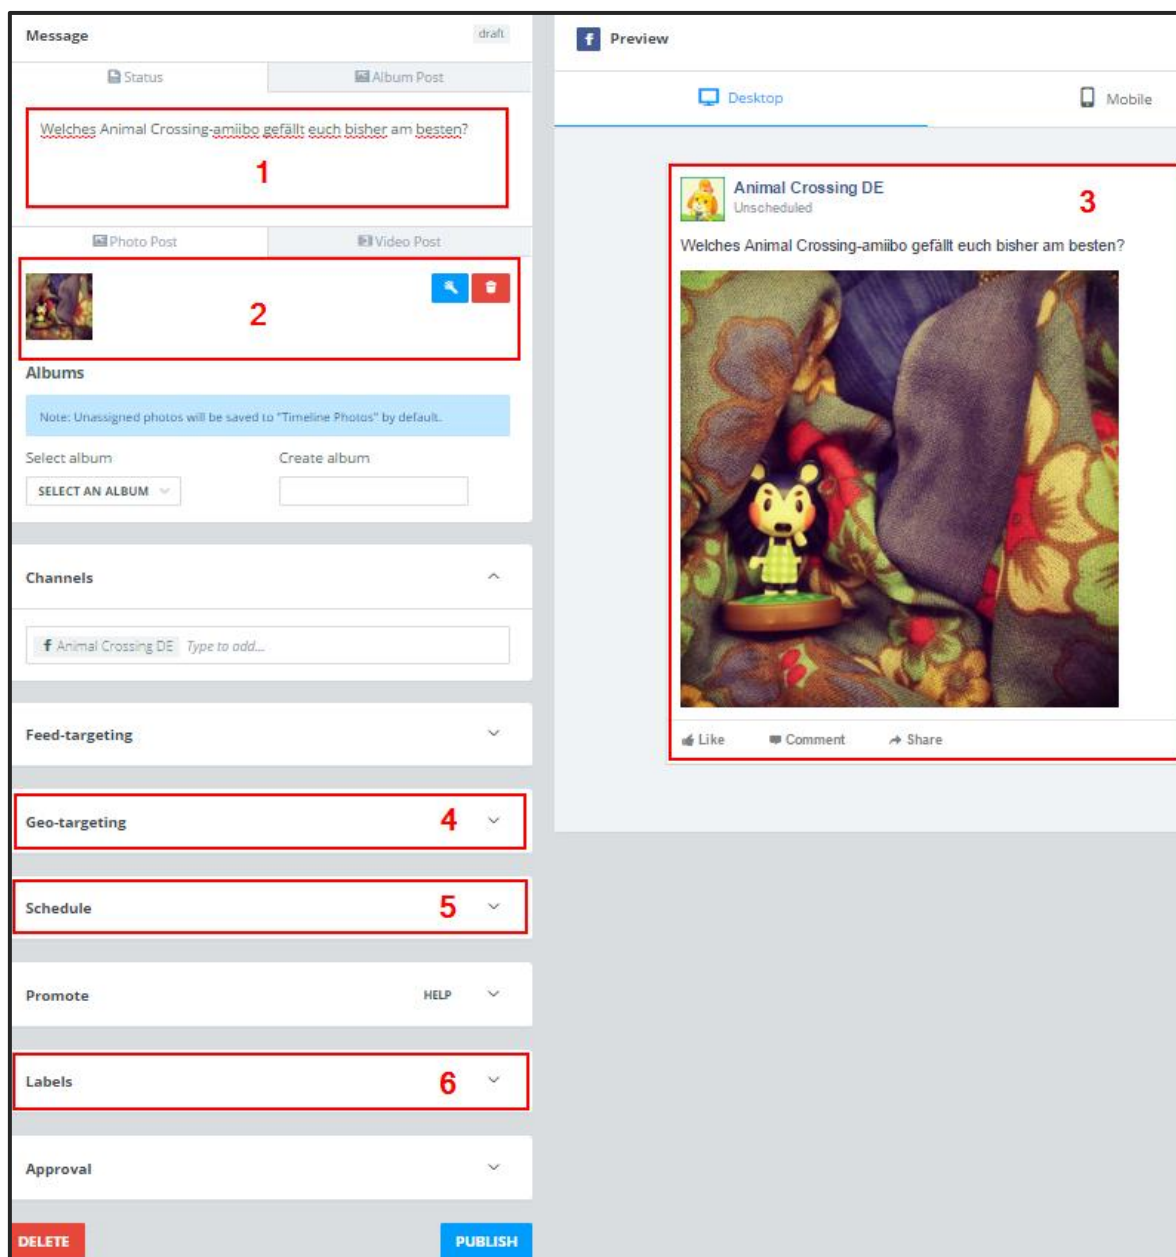 Message
draft
Status
Album Post
Welches Animal Crossing-amiibo gefällt euch bisher am besten?
1
Photo Post
Video Post
2
Albums
Note: Unassigned photos will be saved to "Timeline Photos" by default.
Select album
Create album
SELECT AN ALBUM
Channels
Animal Crossing DE Type to add...
Feed-targeting
Geo-targeting
4
Schedule
5
Promote
HELP
Labels
6
Approval
DELETE
PUBLISH
f Preview
Desktop
Mobile
Animal Crossing DE
3
Unscheduled
Welches Animal Crossing-amiibo gefällt euch bisher am besten?
Like Comment Share